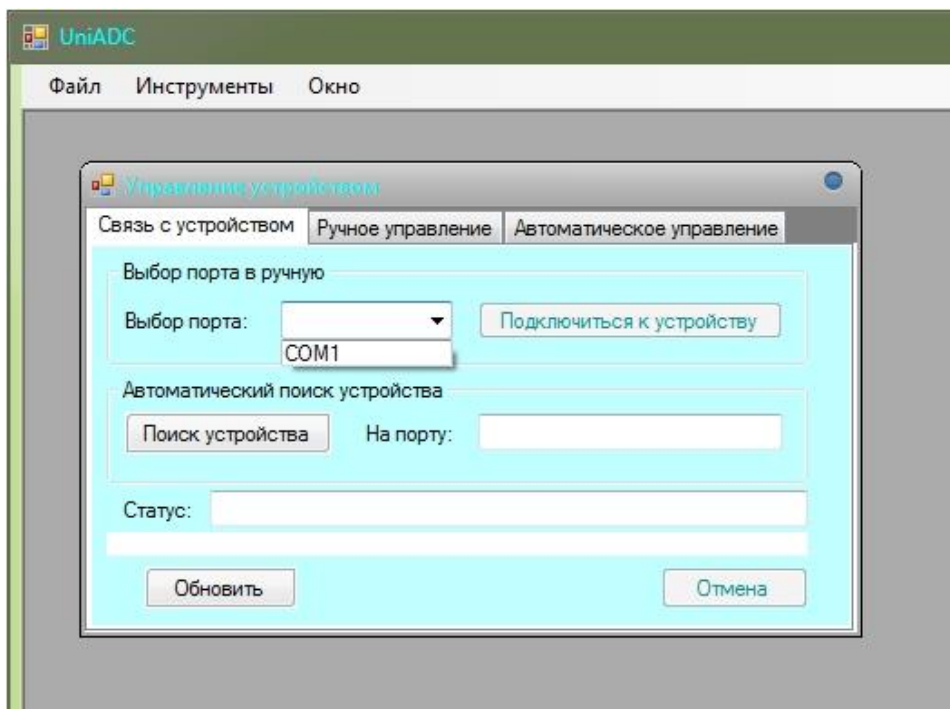 UniADC
Файл Инструменты Окно
Управление устройством
Связь с устройством Ручное управление Автоматическое управление
Выбор порта в ручную
Выбор порта: Подключиться к устройству
COM1
Автоматический поиск устройства
Поиск устройства На порту:
Статус:
Обновить Отмена